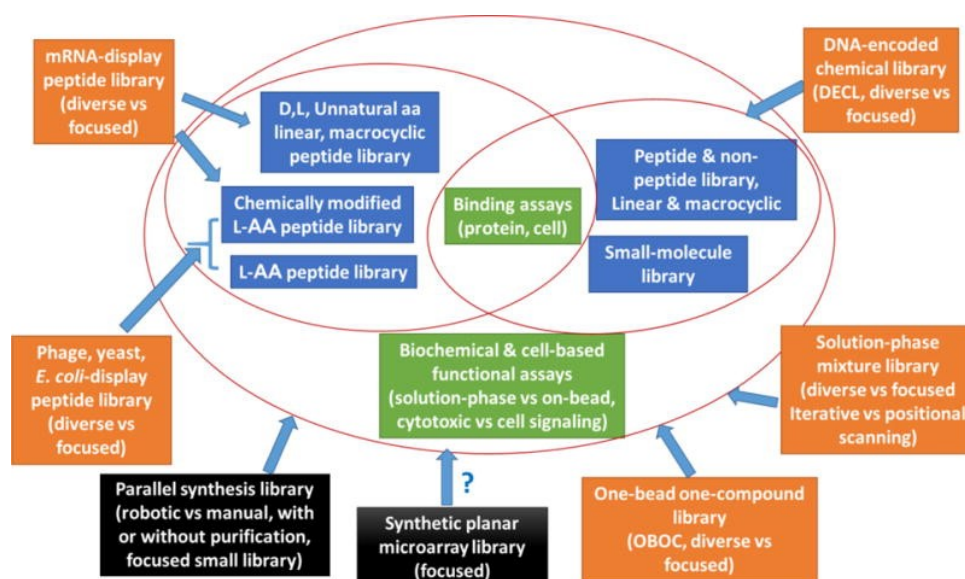 mRNA-display
peptide library
(diverse vs
focused)
DNA-encoded
chemical library
(DECL, diverse vs
focused)
D,L, Unnatural aa
linear, macrocyclic
peptide library
Peptide & non-
peptide library,
Linear & macrocyclic
Chemically modified
L-AA peptide library
Binding assays
(protein, cell)
L-AA peptide library
Small-molecule
library
Phage, yeast,
E. coli-display
peptide library
(diverse vs
focused)
Biochemical & cell-based
functional assays
(solution-phase vs on-bead,
cytotoxic vs cell signaling)
Solution-phase
mixture library
(diverse vs focused
Iterative vs positional
scanning)
Parallel synthesis library
(robotic vs manual, with
or without purification,
focused small library)
?
Synthetic planar
microarray library
(focused)
One-bead one-compound
library
(OBOC, diverse vs
focused)